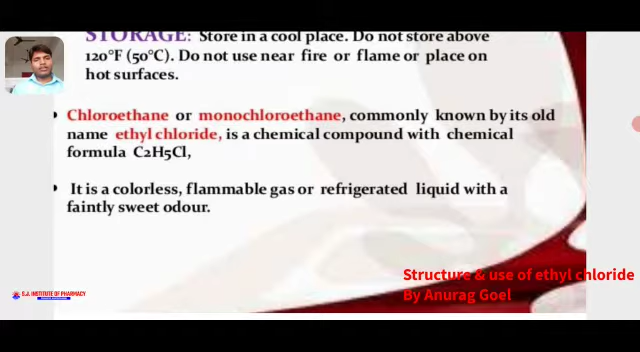 STORAGE: Store in a cool place. Do not store above
120°F (50°C). Do not use near fire or flame or place on
hot surfaces.
Chloroethane or monochloroethane, commonly known by its old
name ethyl chloride, is a chemical compound with chemical
formula C2H5Cl,
It is a colorless, flammable gas or refrigerated liquid with a
faintly sweet odour.
Structure & use of ethyl chloride
By Anurag Goel
INSTITUTE OF PHARMACY